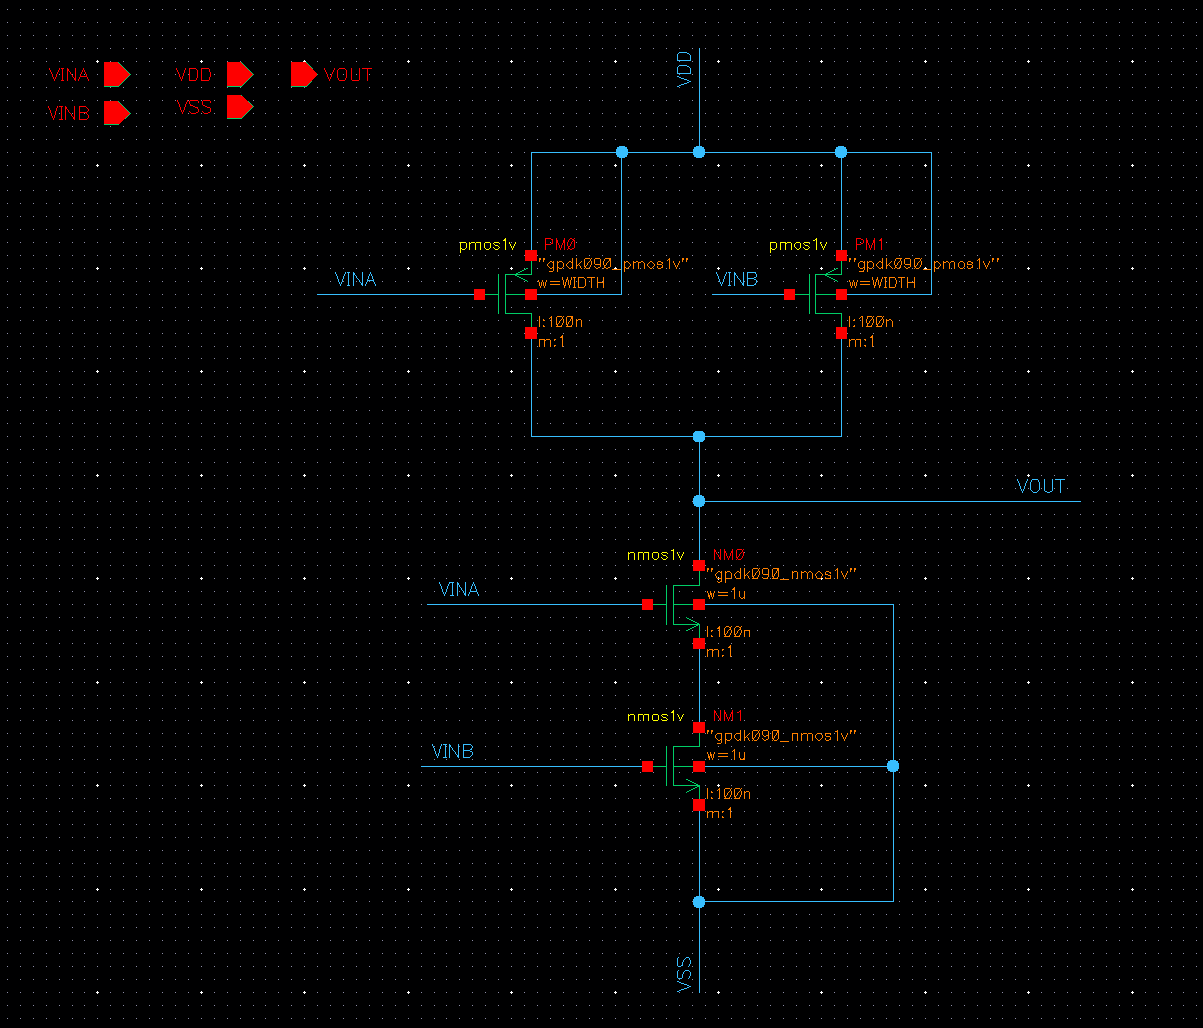 VINA
VDD
VOUT
VINB
VSS
VDD
pmos1v
PM0
"gpdk090_pmos1v"
w=WIDTH
VINA
l:100n
m:1
pmos1v
PM1
"gpdk090_pmos1v"
w=WIDTH
VINB
l:100n
m:1
VOUT
nmos1v
NM0
"gpdk090_nmos1v"
w=1u
VINA
l:100n
m:1
nmos1v
NM1
"gpdk090_nmos1v"
w=1u
VINB
l:100n
m:1
VSS